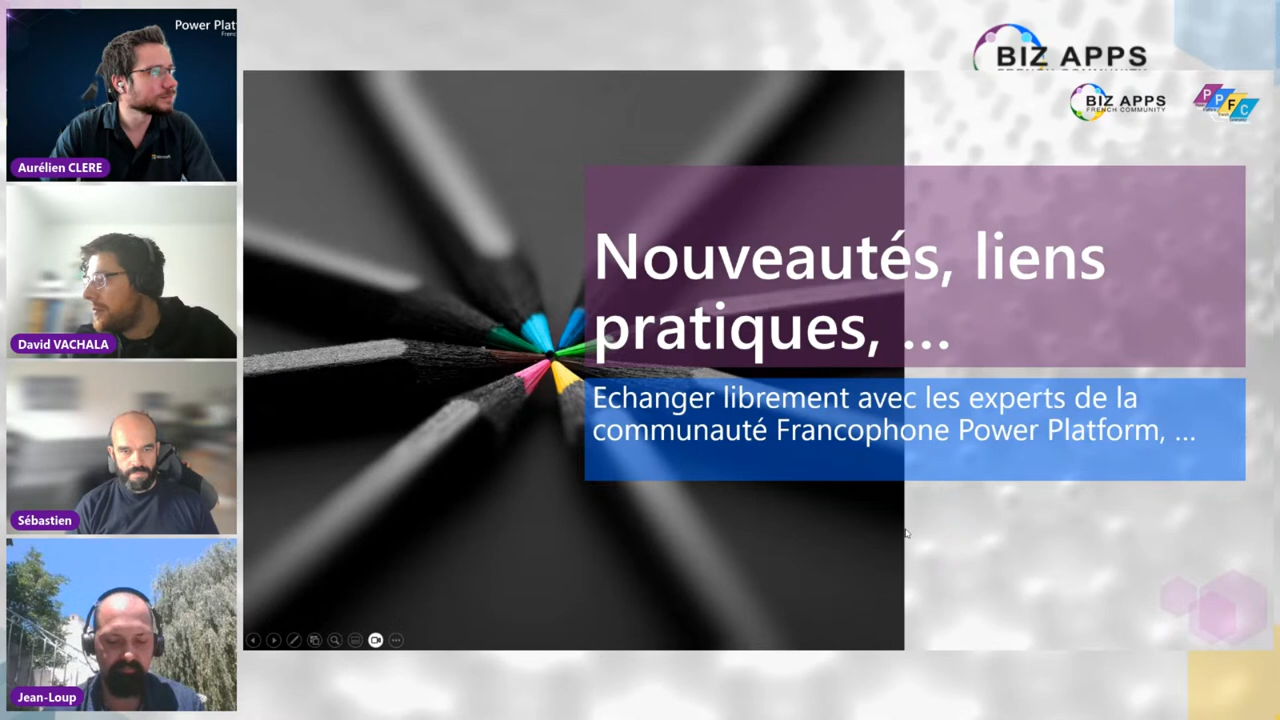 Power Plat
Aurélien CLERE
David VACHALA
Sébastien
Jean-Loup
BIZ APPS
BIZ APPS
FRENCH COMMUNITY
P P F C
Nouveautés, liens
pratiques, ...
Echanger librement avec les experts de la
communauté Francophone Power Platform, ...